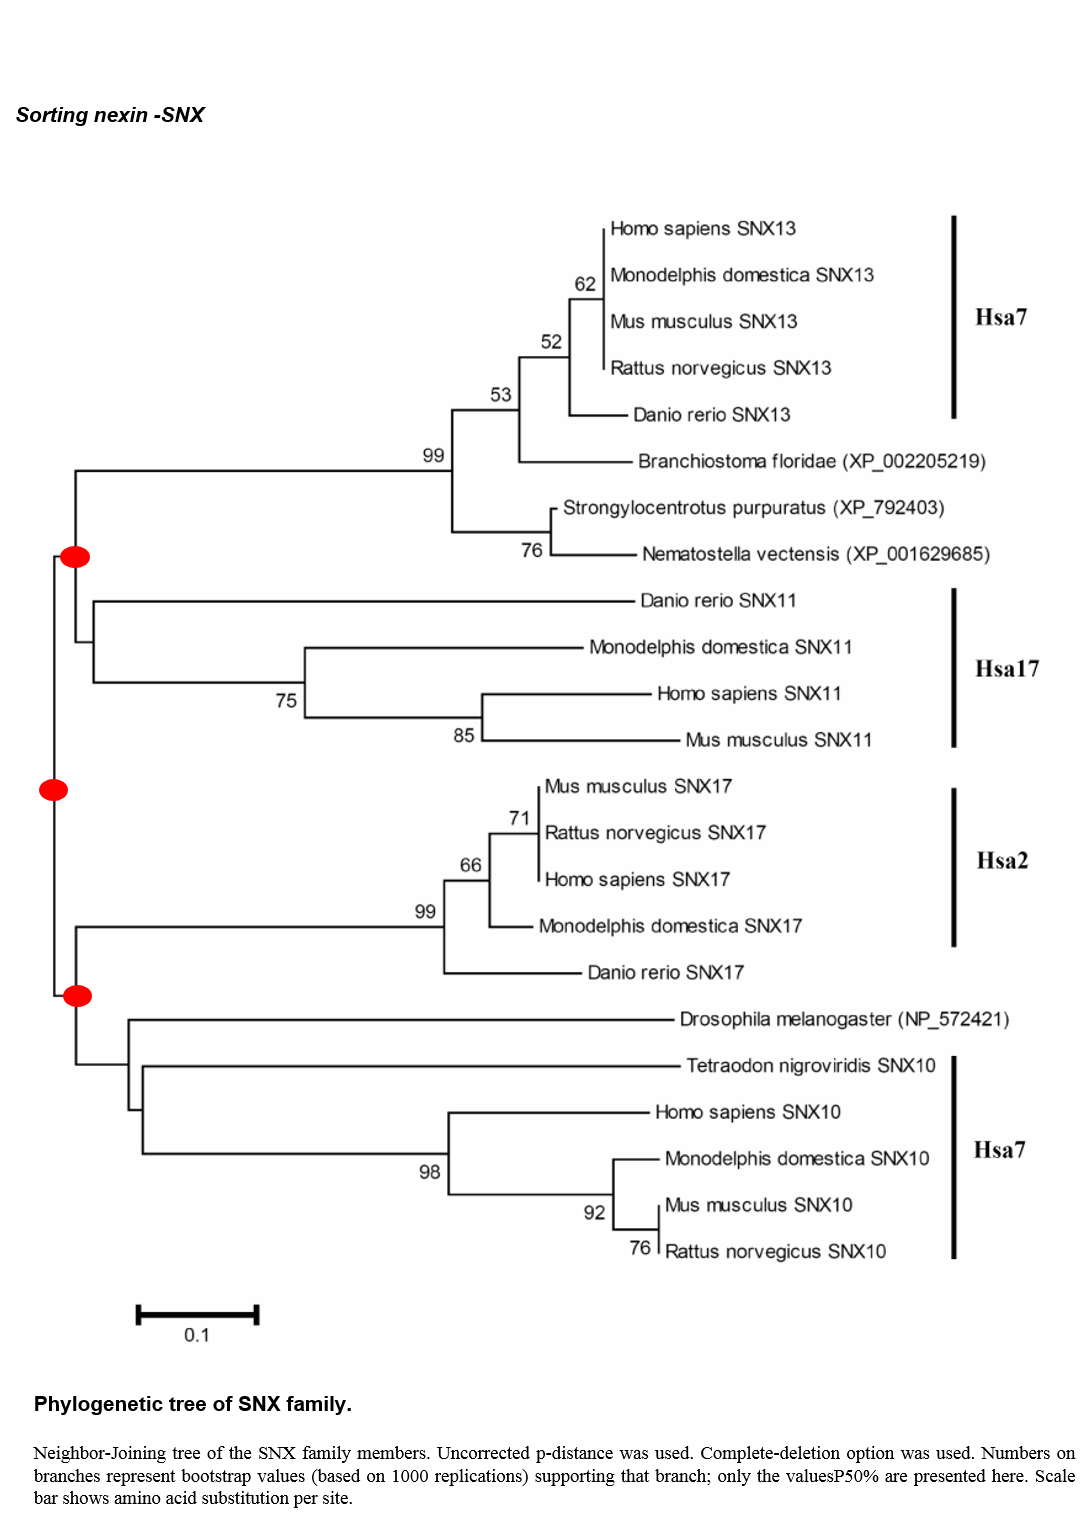 Sorting nexin -SNX
Homo sapiens SNX13
Monodelphis domestica SNX13
62
Mus musculus SNX13
Hsa7
52
Rattus norvegicus SNX13
53
Danio rerio SNX13
99
Branchiostoma floridae (XP_002205219)
Strongylocentrotus purpuratus (XP_792403)
76
Nematostella vectensis (XP_001629685)
Danio rerio SNX11
Monodelphis domestica SNX11
Hsa17
75
Homo sapiens SNX11
85
Mus musculus SNX11
Mus musculus SNX17
71
Rattus norvegicus SNX17
66
Hsa2
Homo sapiens SNX17
99
Monodelphis domestica SNX17
Danio rerio SNX17
Drosophila melanogaster (NP_572421)
Tetraodon nigroviridis SNX10
Homo sapiens SNX10
Hsa7
98
Monodelphis domestica SNX10
92
Mus musculus SNX10
76
Rattus norvegicus SNX10
0.1
Phylogenetic tree of SNX family.
Neighbor-Joining tree of the SNX family members. Uncorrected p-distance was used. Complete-deletion option was used. Numbers on
branches represent bootstrap values (based on 1000 replications) supporting that branch; only the valuesP50% are presented here. Scale
bar shows amino acid substitution per site.